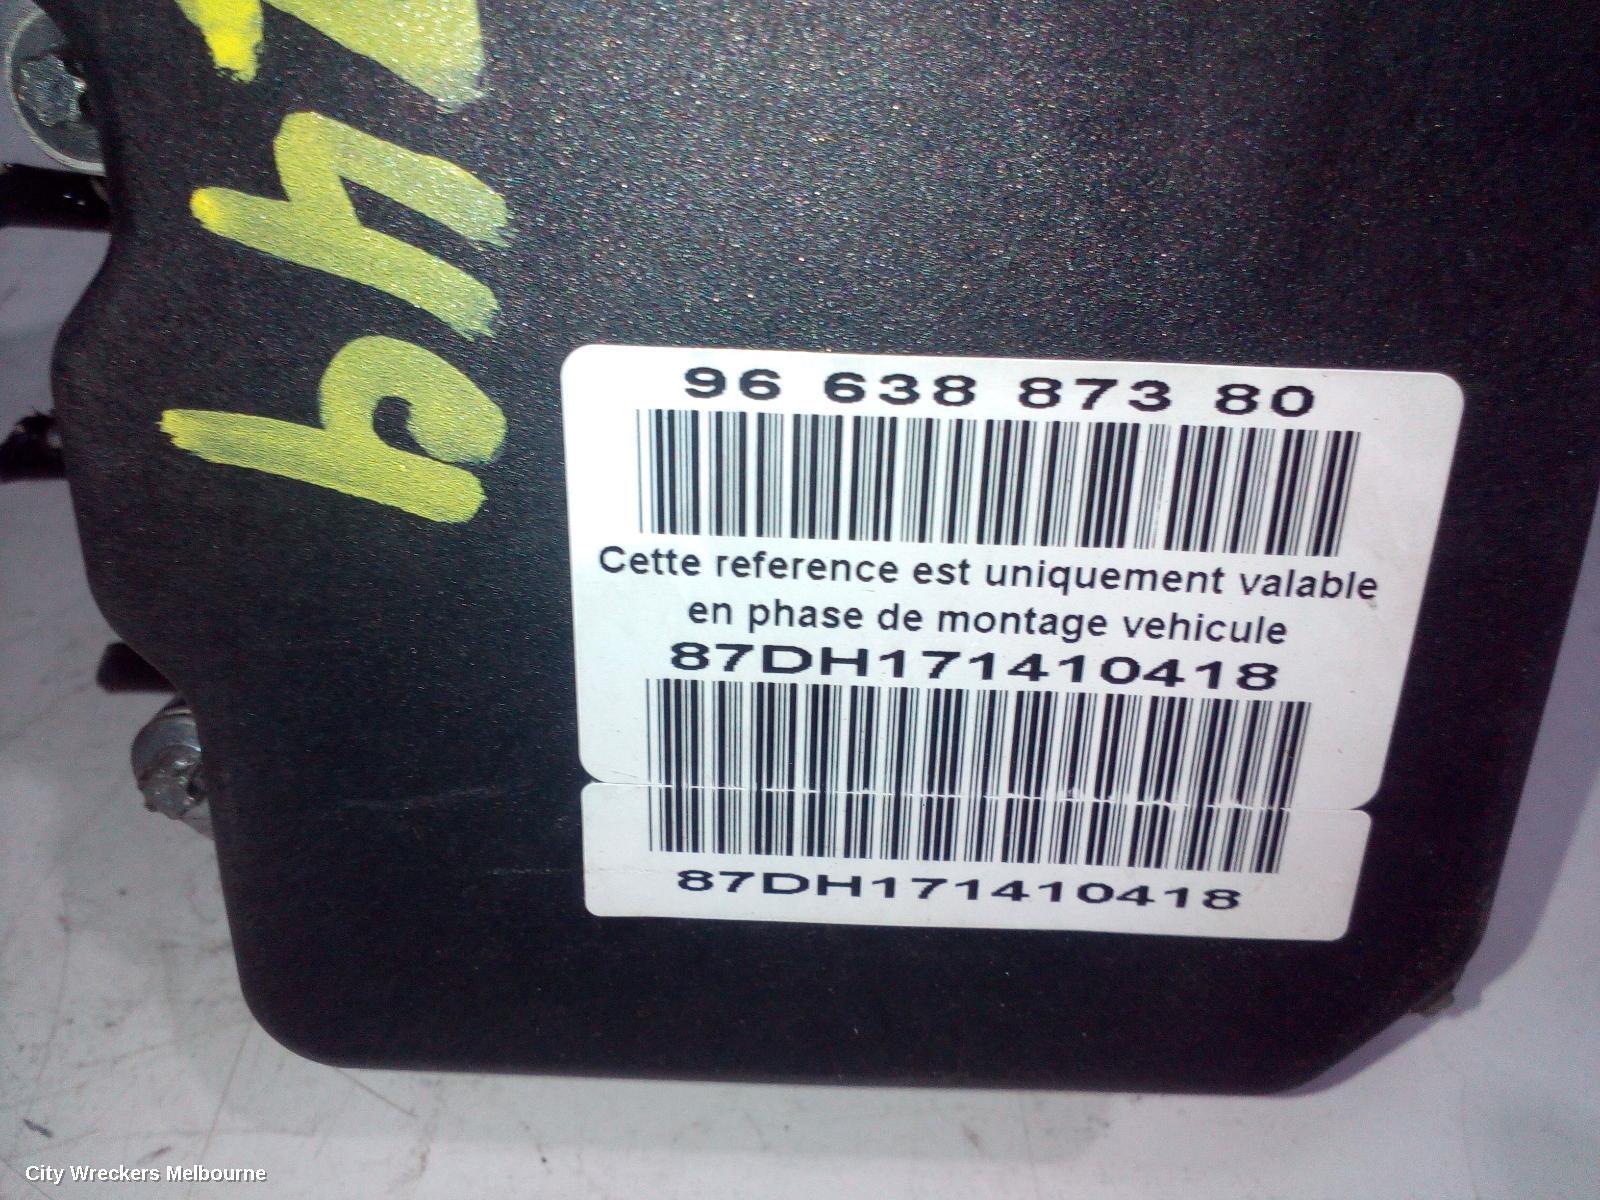 96 638 873 80
Cette reference est uniquement valable
en phase de montage vehicule
87DH171410418
87DH171410418
City Wreckers Melbourne